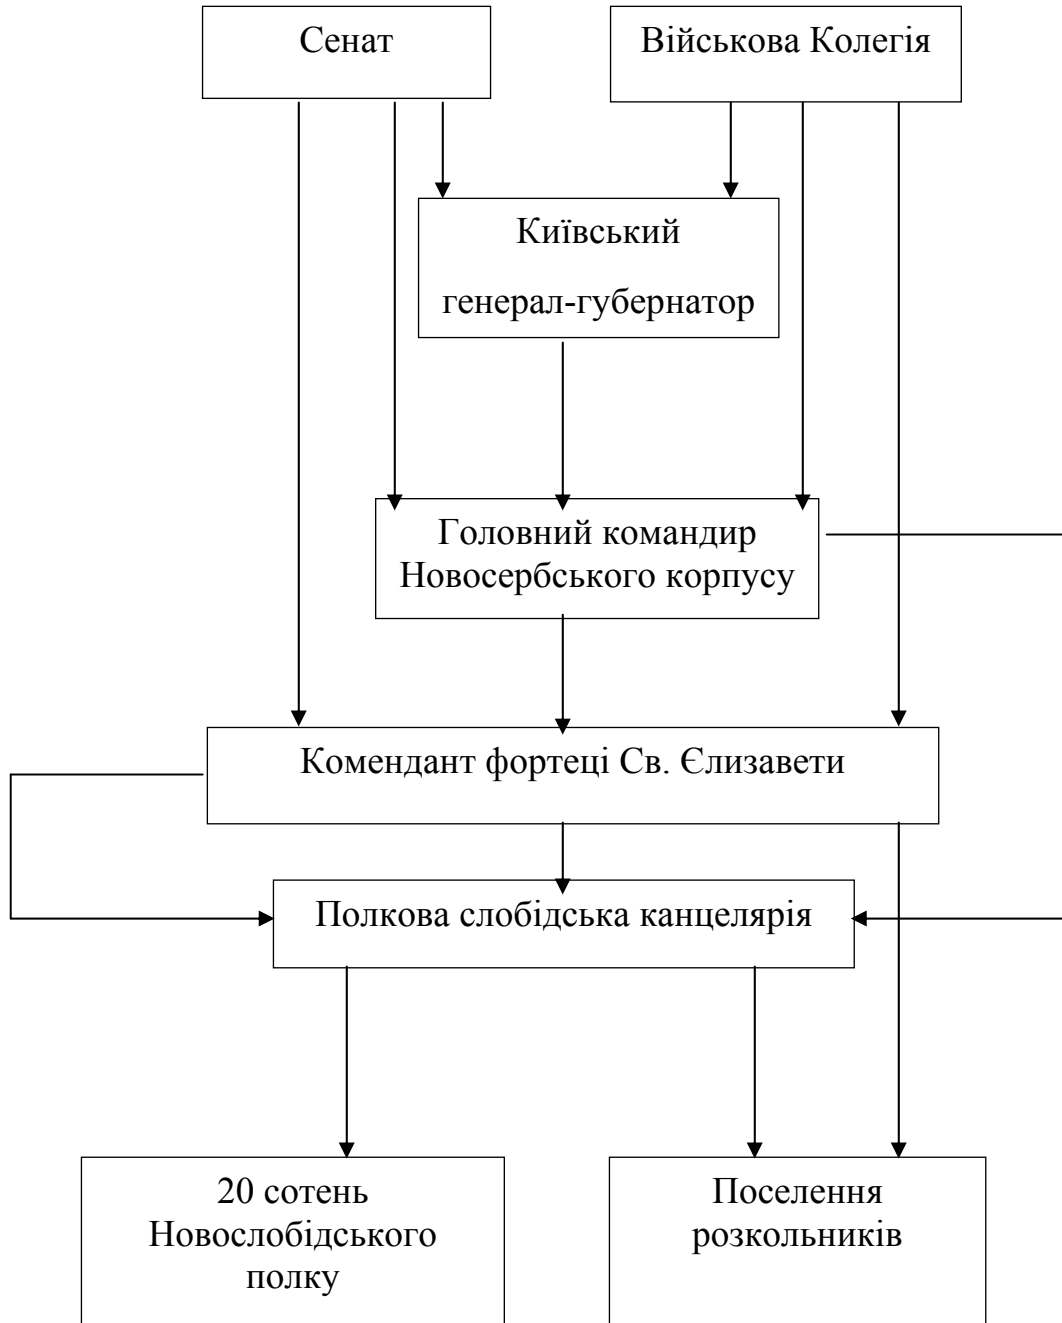 Сенат
Військова Колегія
Київський
генерал-губернатор
Головний командир
Новосербського корпусу
Комендант фортеці Св. Єлизавети
Полкова слобідська канцелярія
20 сотень
Новослобідського
полку
Поселення
розкольників